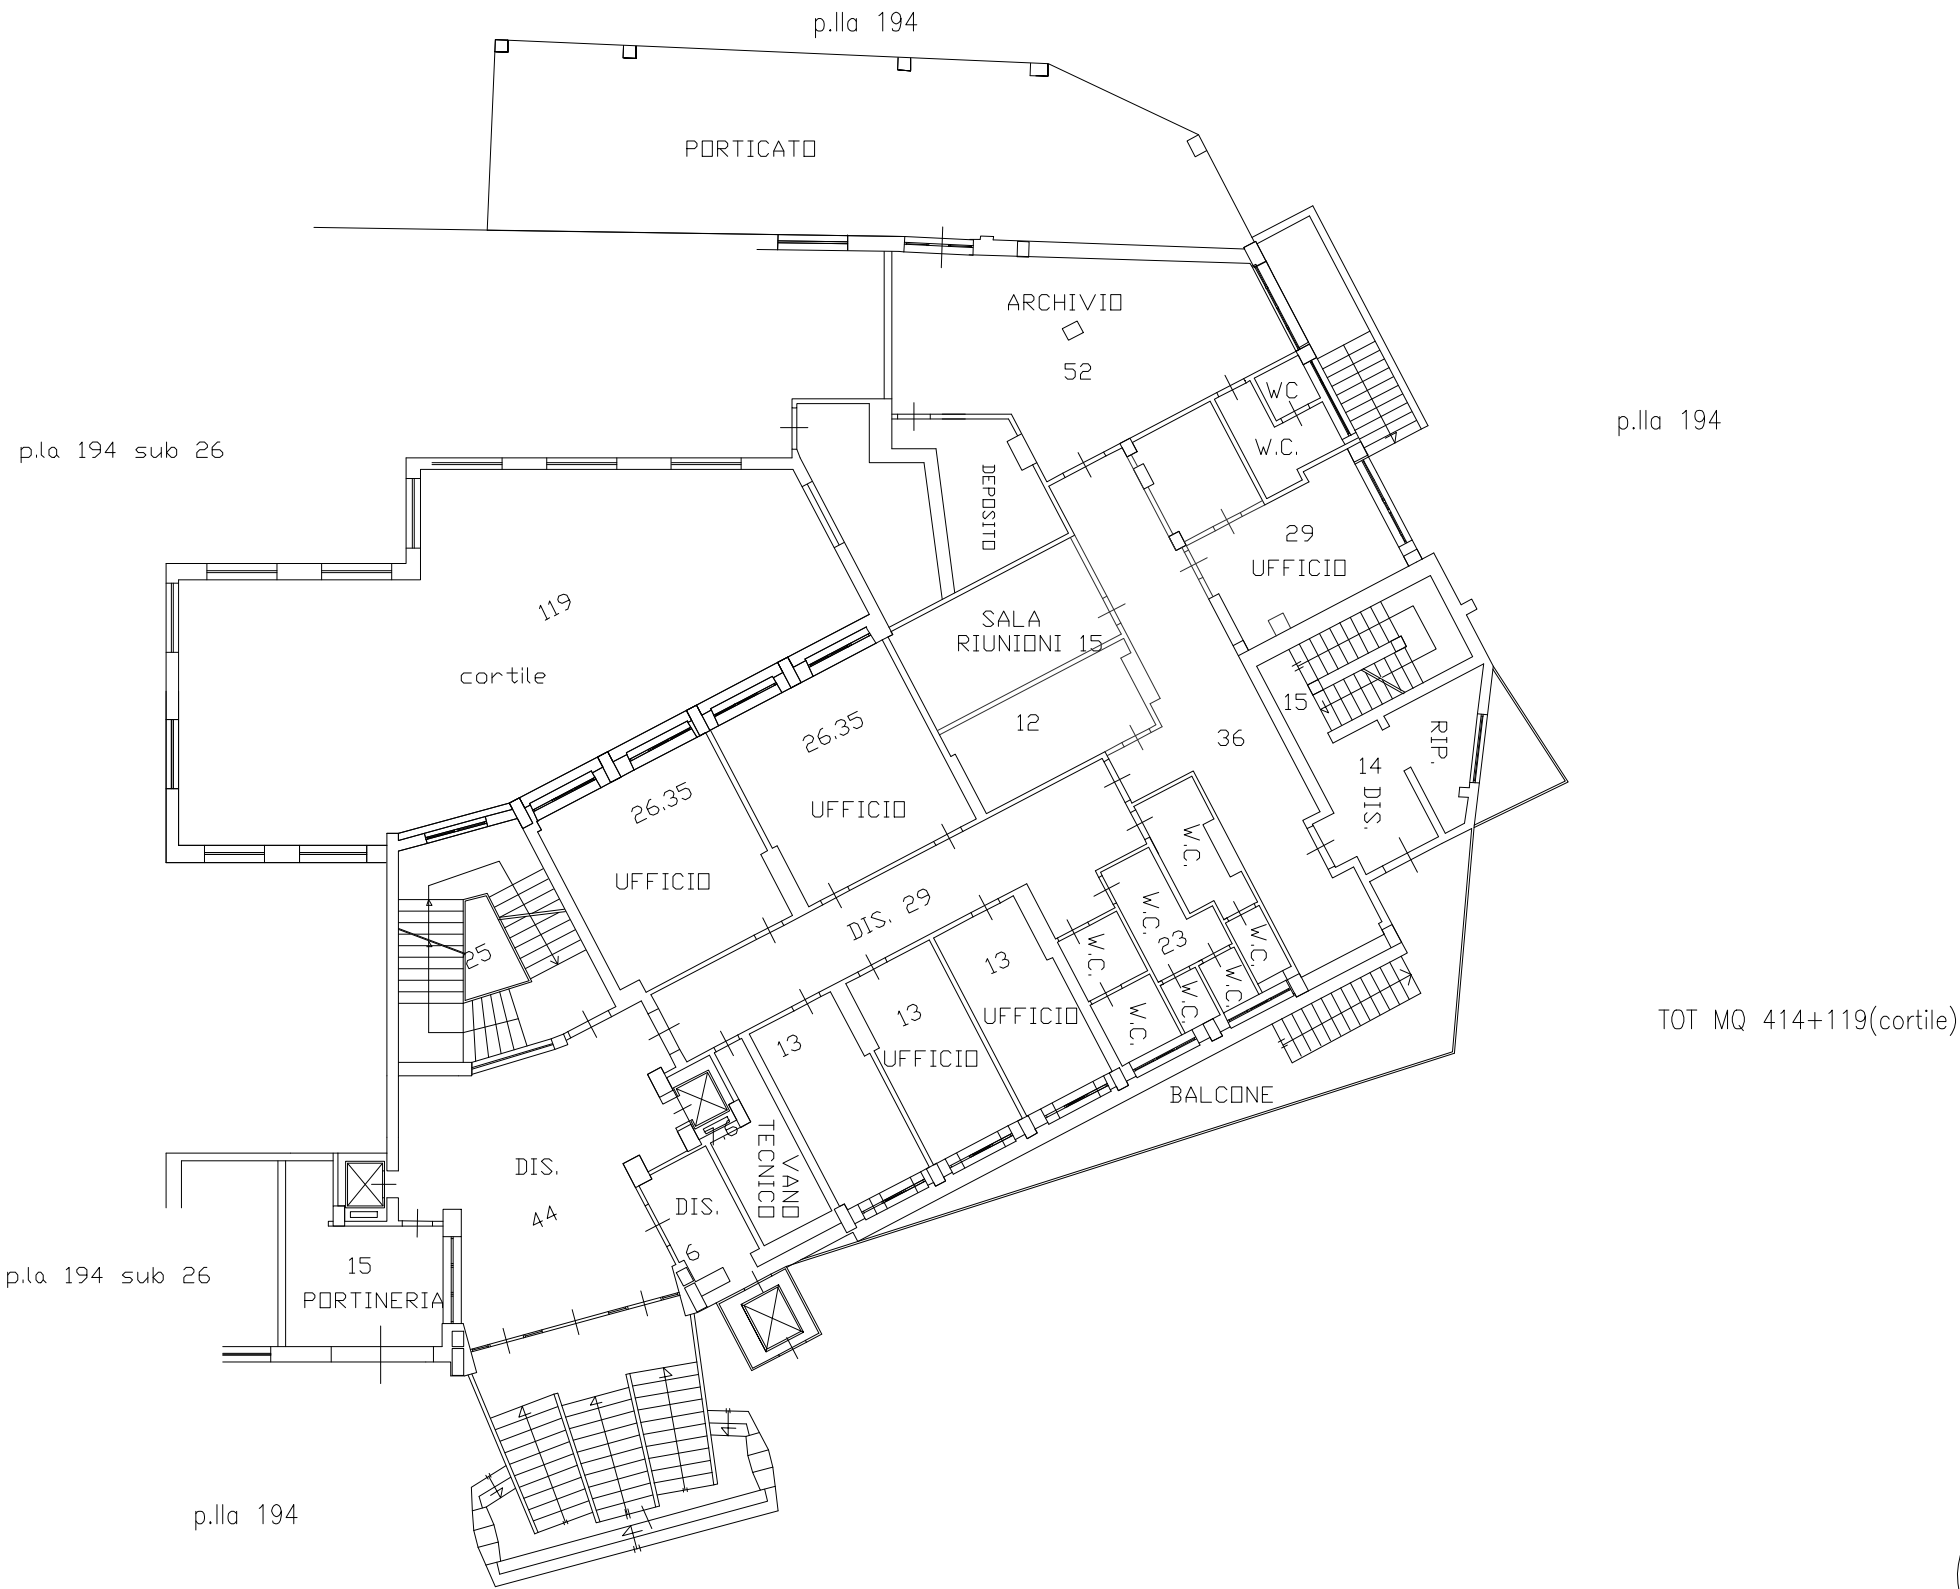 p.lla 194
PORTICATO
ARCHIVIO
52
WC
W.C.
p.lla 194
p.la 194 sub 26
DEPOSITO
29
UFFICIO
119
cortile
SALA
RIUNIONI 15
12
15
RIP.
36
14
DIS.
26.35
UFFICIO
26.35
UFFICIO
W.C.
DIS. 29
W.C.
23
W.C.
W.C.
W.C.
W.C.
W.C.
25
13
UFFICIO
13
UFFICIO
13
TOT MQ 414+119(cortile)
BALCONE
VANO
TECNICO
DIS.
44
DIS.
6
15
PORTINERIA
p.la 194 sub 26
p.lla 194